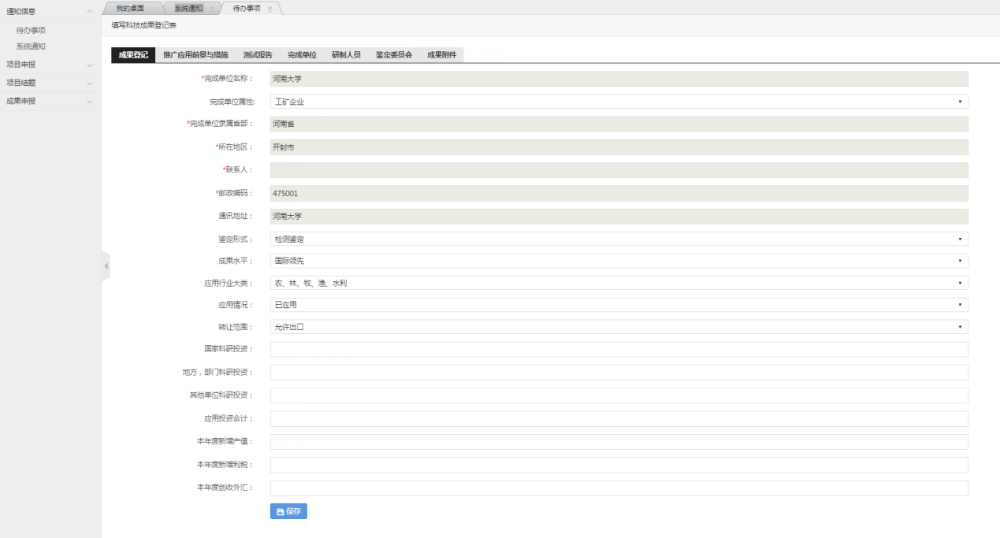 通知信息
待办事项
系统通知
项目申报
项目结题
成果申报
我的桌面 系统通知 × 待办事项 ×
填写科技成果登记表
成果登记 推广应用前景与措施 测试报告 完成单位 研制人员 鉴定委员会 成果附件
*完成单位名称： 河南大学
完成单位属性: 工矿企业
*完成单位隶属省部： 河南省
*所在地区： 开封市
*联系人：
*邮政编码： 475001
通讯地址： 河南大学
鉴定形式： 检测鉴定
成果水平： 国际领先
应用行业大类： 农、林、牧、渔、水利
应用情况： 已应用
转让范围： 允许出口
国家科研投资：
地方，部门科研投资：
其他单位科研投资：
应用投资合计：
本年度新增产值：
本年度新增利税：
本年度创收外汇：
保存